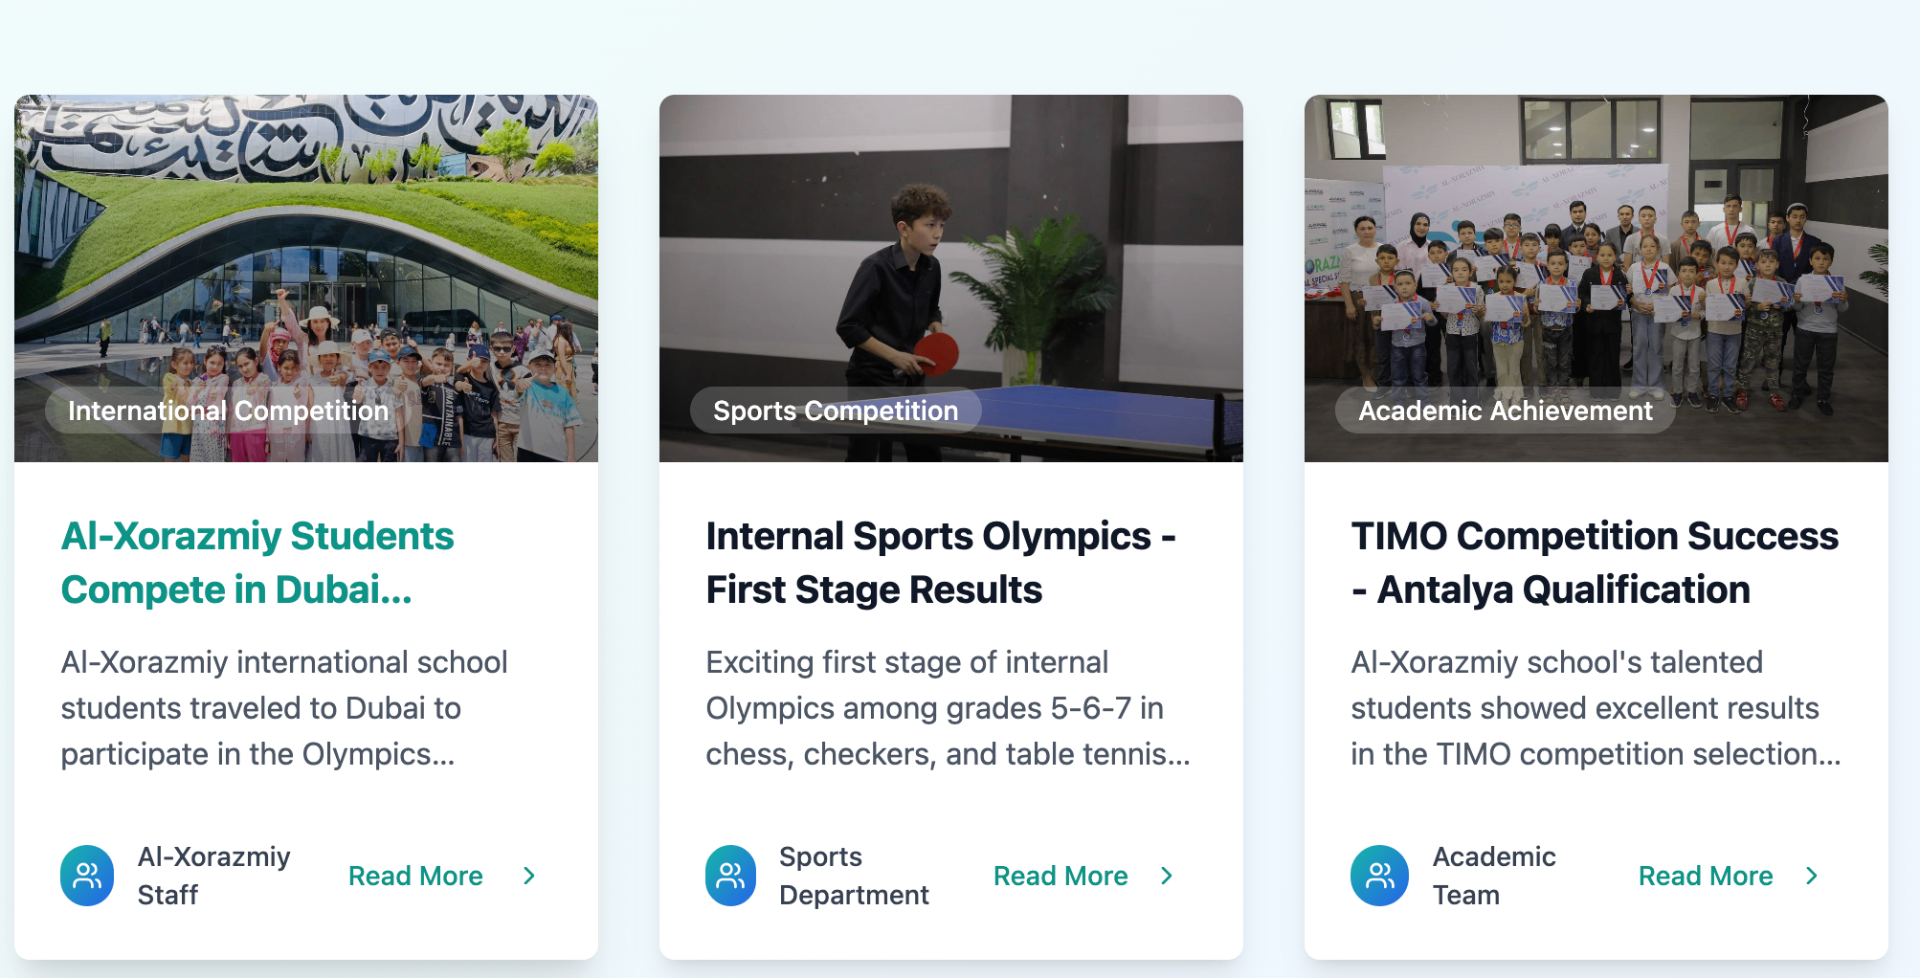 International Competition
Al-Xorazmiy Students
Compete in Dubai...
Al-Xorazmiy international school
students traveled to Dubai to
participate in the Olympics...
Al-Xorazmiy
Staff
Read More
Sports Competition
Internal Sports Olympics -
First Stage Results
Exciting first stage of internal
Olympics among grades 5-6-7 in
chess, checkers, and table tennis...
Sports
Department
Read More
AL-XORAZMIY
Academic Achievement
TIMO Competition Success
- Antalya Qualification
Al-Xorazmiy school's talented
students showed excellent results
in the TIMO competition selection...
Academic
Team
Read More